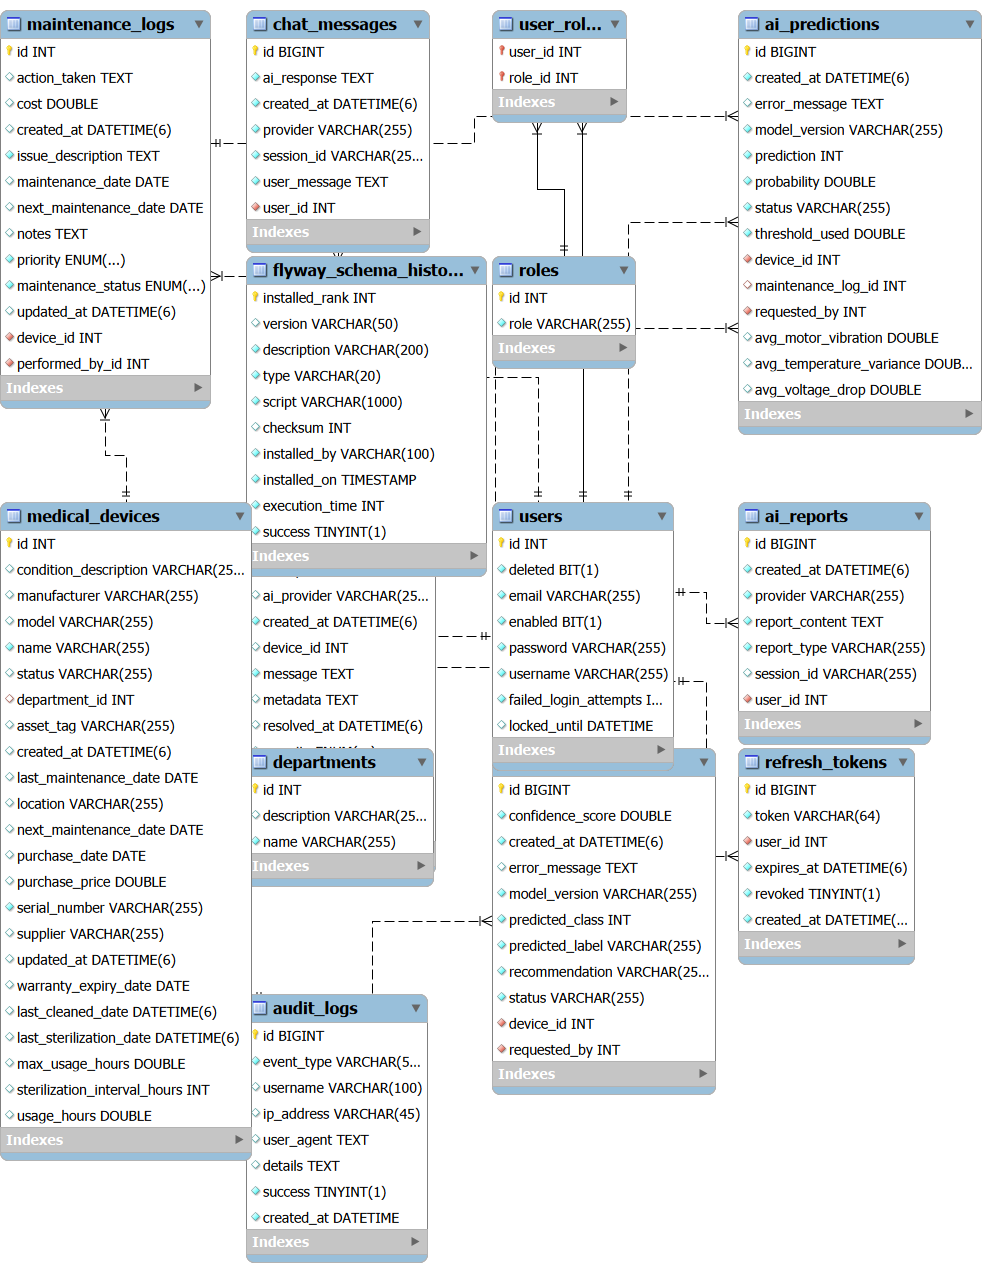 maintenance_logs
id INT
action_taken TEXT
cost DOUBLE
created_at DATETIME(6)
issue_description TEXT
maintenance_date DATE
next_maintenance_date DATE
notes TEXT
priority ENUM(...)
maintenance_status ENUM(...)
updated_at DATETIME(6)
device_id INT
performed_by_id INT
Indexes
chat_messages
id BIGINT
ai_response TEXT
created_at DATETIME(6)
provider VARCHAR(255)
session_id VARCHAR(25...
user_message TEXT
user_id INT
Indexes
user_rol...
user_id INT
role_id INT
Indexes
ai_predictions
id BIGINT
created_at DATETIME(6)
error_message TEXT
model_version VARCHAR(255)
prediction INT
probability DOUBLE
status VARCHAR(255)
threshold_used DOUBLE
device_id INT
maintenance_log_id INT
requested_by INT
avg_motor_vibration DOUBLE
avg_temperature_variance DOUB...
avg_voltage_drop DOUBLE
Indexes
flyway_schema_histo...
installed_rank INT
version VARCHAR(50)
description VARCHAR(200)
type VARCHAR(20)
script VARCHAR(1000)
checksum INT
installed_by VARCHAR(100)
installed_on TIMESTAMP
execution_time INT
success TINYINT(1)
Indexes
roles
id INT
role VARCHAR(255)
Indexes
medical_devices
id INT
condition_description VARCHAR(25...
manufacturer VARCHAR(255)
model VARCHAR(255)
name VARCHAR(255)
status VARCHAR(255)
department_id INT
asset_tag VARCHAR(255)
created_at DATETIME(6)
last_maintenance_date DATE
location VARCHAR(255)
next_maintenance_date DATE
purchase_date DATE
purchase_price DOUBLE
serial_number VARCHAR(255)
supplier VARCHAR(255)
updated_at DATETIME(6)
warranty_expiry_date DATE
last_cleaned_date DATETIME(6)
last_sterilization_date DATETIME(6)
max_usage_hours DOUBLE
sterilization_interval_hours INT
usage_hours DOUBLE
Indexes
ai_provider VARCHAR(25...
created_at DATETIME(6)
device_id INT
message TEXT
metadata TEXT
resolved_at DATETIME(6)
users
id INT
deleted BIT(1)
email VARCHAR(255)
enabled BIT(1)
password VARCHAR(255)
username VARCHAR(255)
failed_login_attempts I...
locked_until DATETIME
Indexes
ai_reports
id BIGINT
created_at DATETIME(6)
provider VARCHAR(255)
report_content TEXT
report_type VARCHAR(255)
session_id VARCHAR(255)
user_id INT
Indexes
departments
id INT
description VARCHAR(25...
name VARCHAR(255)
Indexes
id BIGINT
confidence_score DOUBLE
created_at DATETIME(6)
error_message TEXT
model_version VARCHAR(255)
predicted_class INT
predicted_label VARCHAR(255)
recommendation VARCHAR(25...
status VARCHAR(255)
device_id INT
requested_by INT
Indexes
refresh_tokens
id BIGINT
token VARCHAR(64)
user_id INT
expires_at DATETIME(6)
revoked TINYINT(1)
created_at DATETIME(...
Indexes
audit_logs
id BIGINT
event_type VARCHAR(5...
username VARCHAR(100)
ip_address VARCHAR(45)
user_agent TEXT
details TEXT
success TINYINT(1)
created_at DATETIME
Indexes